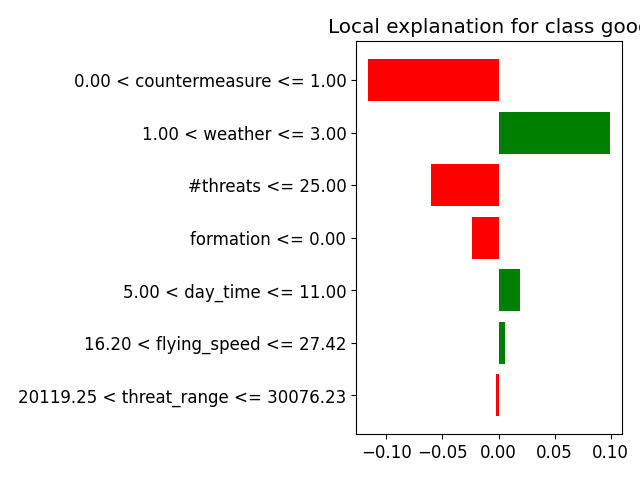 Local explanation for class good
0.00 < countermeasure <= 1.00
1.00 < weather <= 3.00
#threats <= 25.00
formation <= 0.00
5.00 < day_time <= 11.00
16.20 < flying_speed <= 27.42
20119.25 < threat_range <= 30076.23
−0.10 −0.05 0.00 0.05 0.10